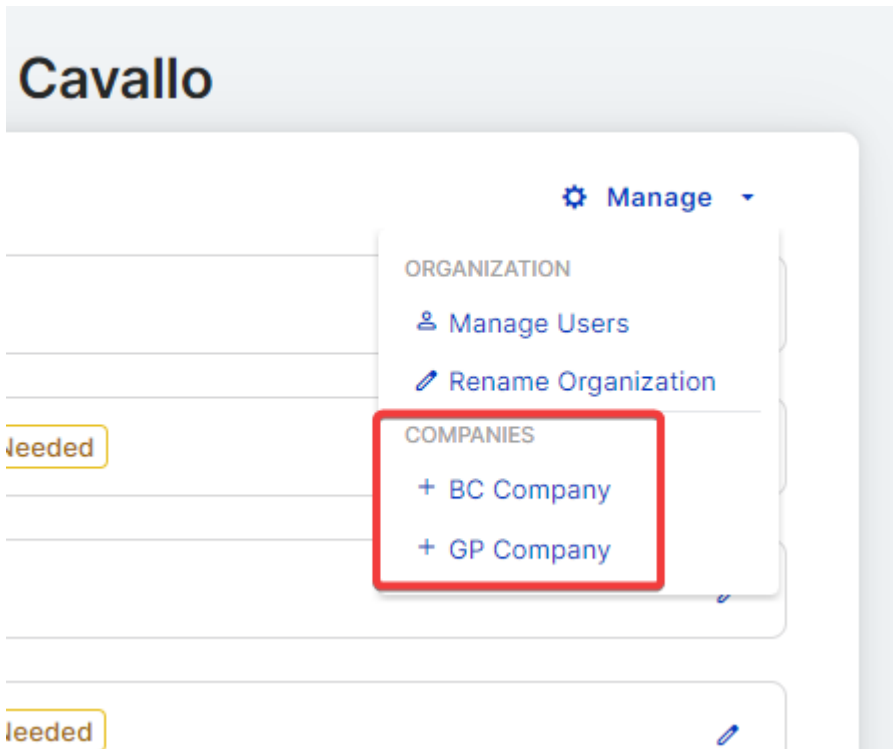 Cavallo
Manage
ORGANIZATION
Manage Users
Rename Organization
COMPANIES
Needed
+ BC Company
+ GP Company
Needed